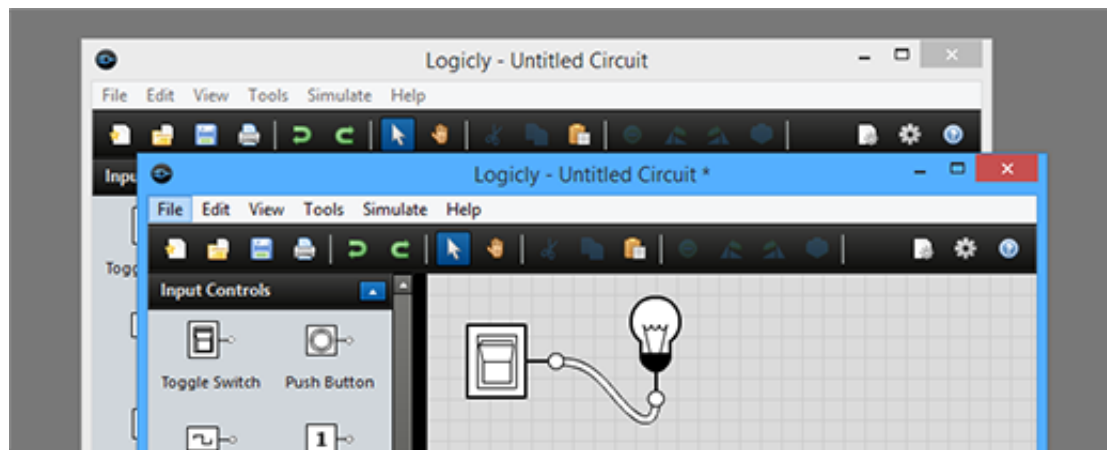 Logicly - Untitled Circuit
File Edit View Tools Simulate Help
Logicly - Untitled Circuit *
File Edit View Tools Simulate Help
Input Controls
Toggle Switch Push Button
1